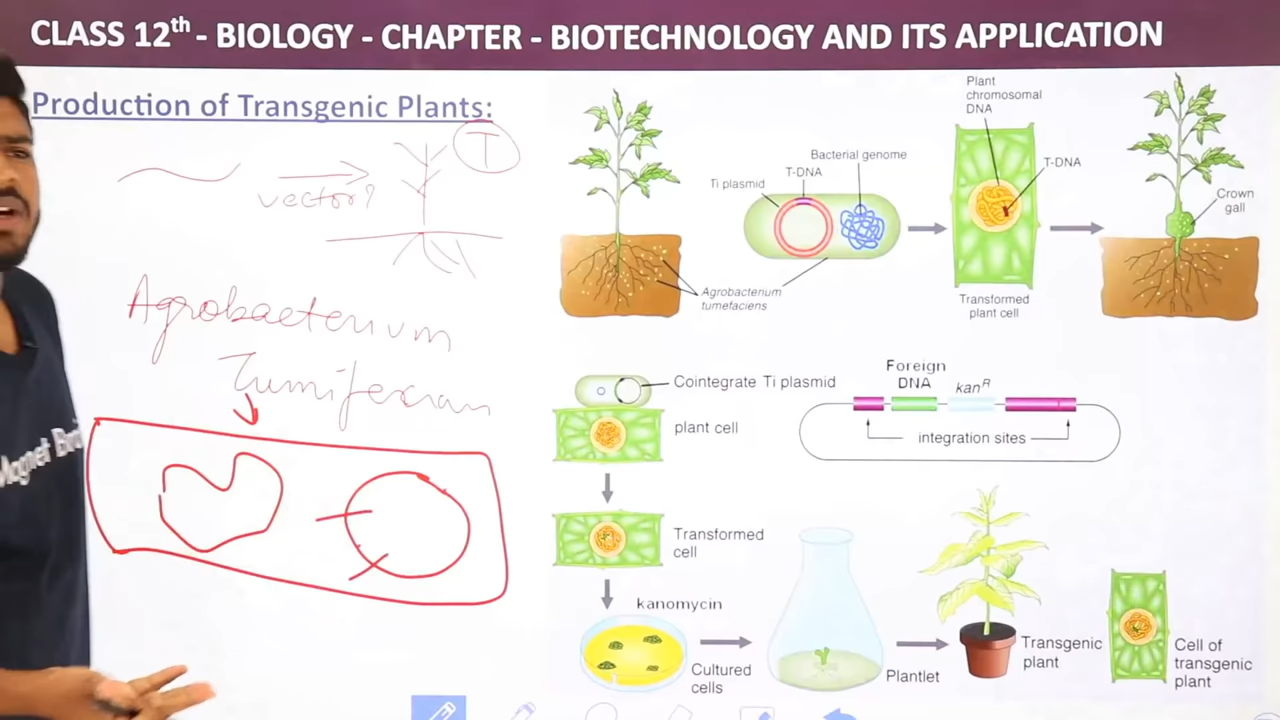 CLASS 12th - BIOLOGY - CHAPTER - BIOTECHNOLOGY AND ITS APPLICATION
Production of Transgenic Plants:
T
vector?
Agrobacterium
Magnet Br
Plant
chromosomal
DNA
Bacterial genome
T-DNA
Ti plasmid
T-DNA
Crown
gall
Agrobacterium
tumefaciens
Transformed
plant cell
Cointegrate Ti plasmid
plant cell
Foreign
DNA
kanR
integration sites
Transformed
cell
kanomycin
Cultured
cells
Plantlet
Transgenic
plant
Cell of
transgenic
plant